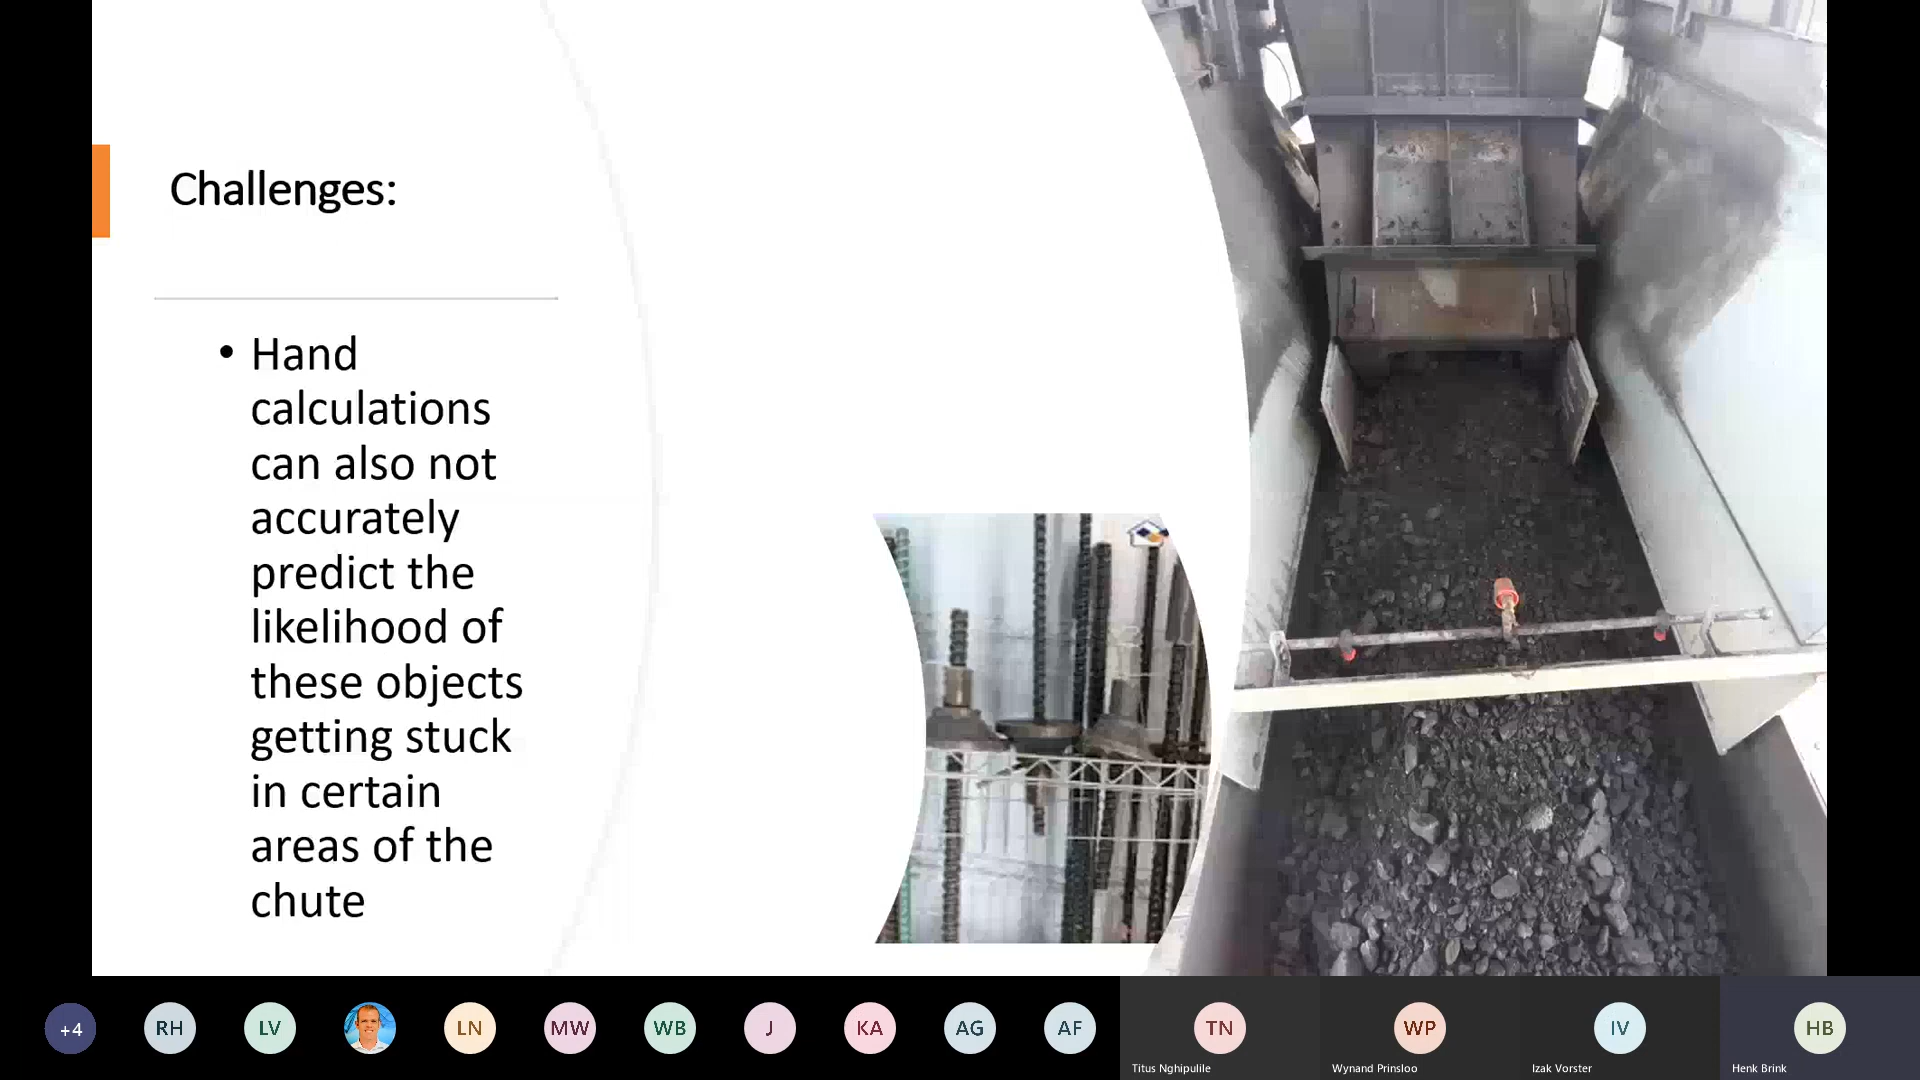 Challenges:
• Hand
calculations
can also not
accurately
predict the
likelihood of
these objects
getting stuck
in certain
areas of the
chute
+4
RH
LV
LN
MW
WB
J
KA
AG
AF
TN
WP
IV
HB
Titus Nghipulile
Wynand Prinsloo
Izak Vorster
Henk Brink